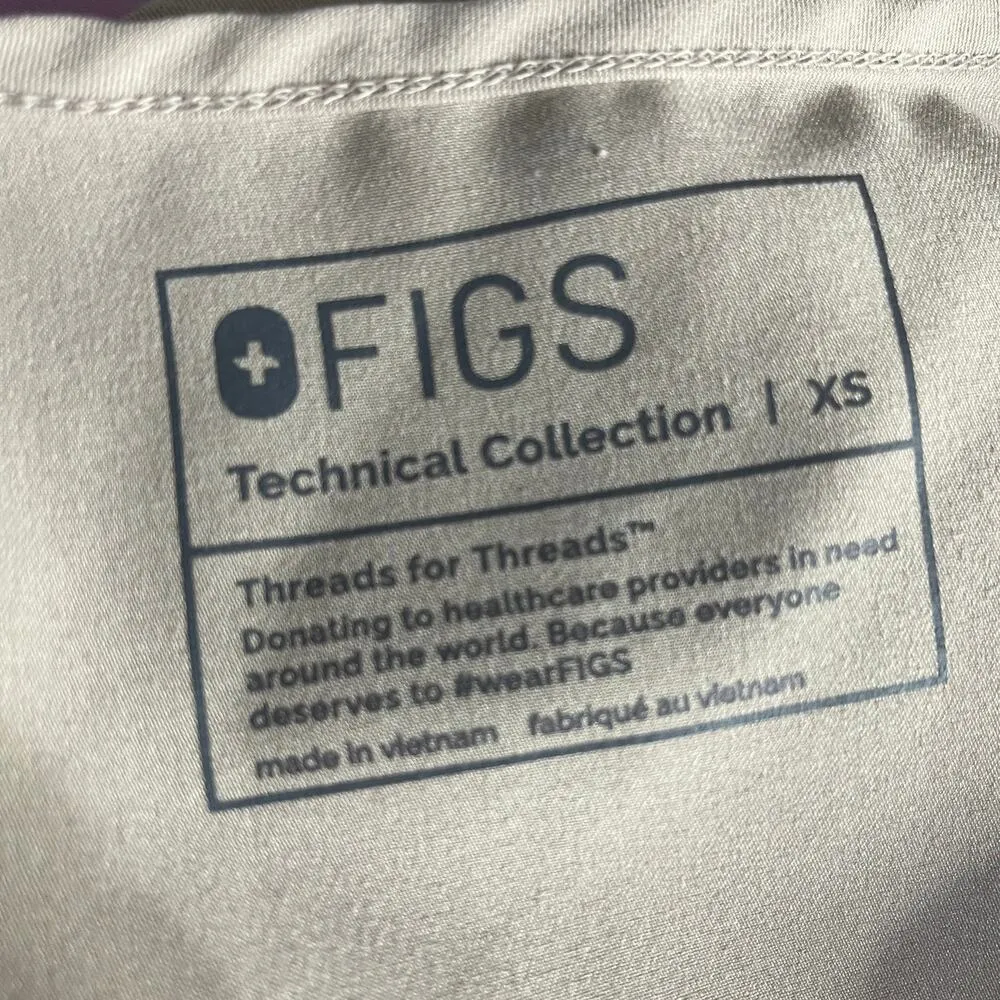 FIGS
Technical Collection | XS
Threads for Threads™
Donating to healthcare providers in need
around the world. Because everyone
deserves to #wearFIGS
made in vietnam fabriqué au vietnam